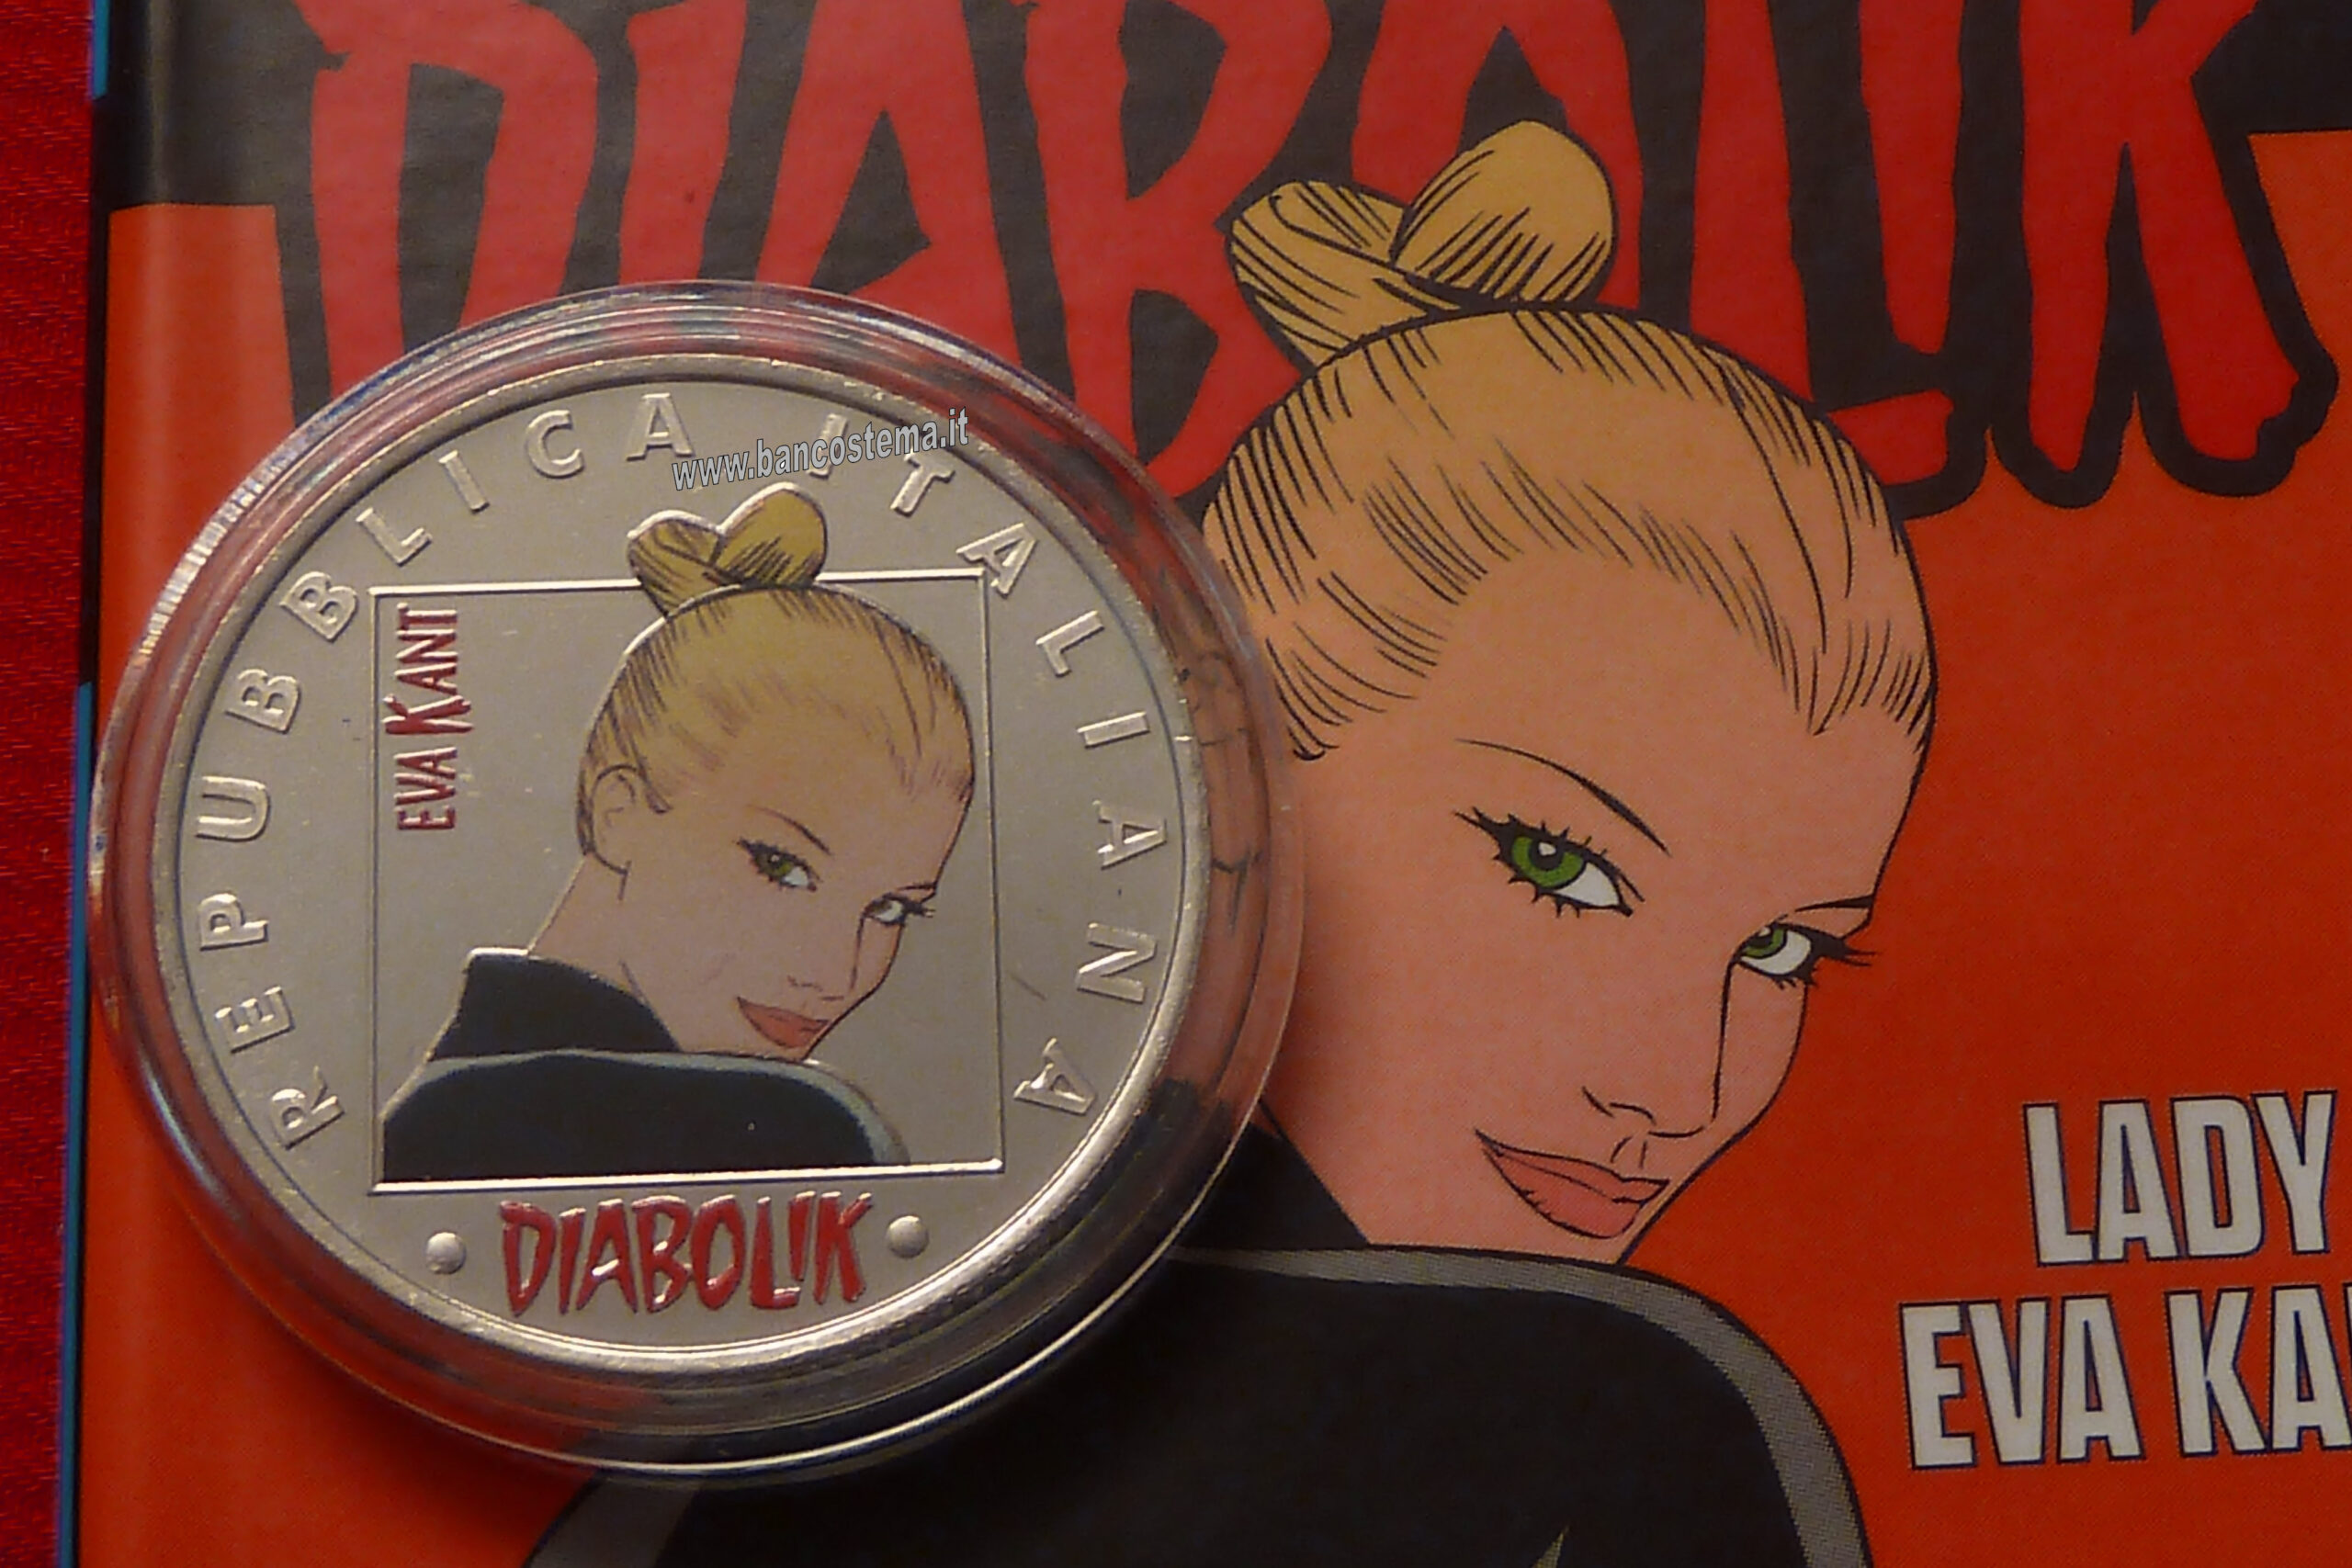 DIABOLIK
REPUBBLICA ITALIANA
www.bancostema.it
EVA KANT
DIABOLIK
LADY
EVA KA